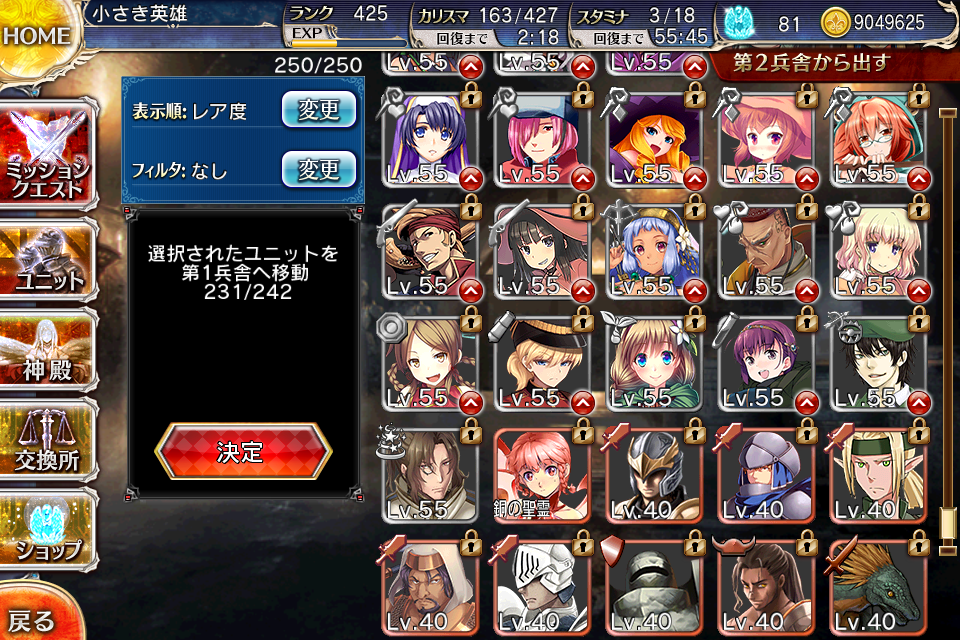 HOME
小さき英雄
ランク 425
EXP
カリスマ 163/427
回復まで 2:18
スタミナ 3/18
回復まで 55:45
81
9049625
250/250
第2兵舎から出す
表示順: レア度
変更
フィルタ: なし
変更
選択されたユニットを
第1兵舎へ移動
231/242
決定
ミッション
クエスト
ユニット
神殿
交換所
ショップ
戻る
Lv.55 Lv.55 Lv.55
Lv.55 Lv.55 Lv.55 Lv.55 Lv.55
Lv.55 Lv.55 Lv.55 Lv.55 Lv.55
Lv.55 Lv.55 Lv.55 Lv.55 Lv.55
Lv.55 銅の聖霊 Lv.40 Lv.40 Lv.40
Lv.40 Lv.40 Lv.40 Lv.40 Lv.40